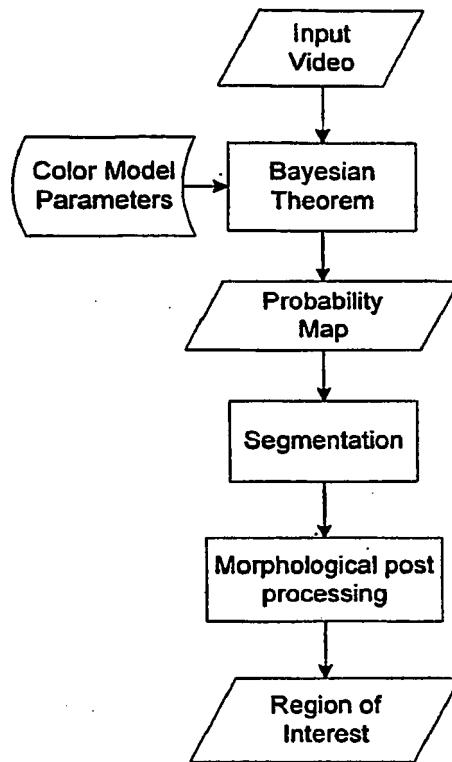 Input
Video
Color Model
Parameters
Bayesian
Theorem
Probability
Map
Segmentation
Morphological post
processing
Region of
Interest